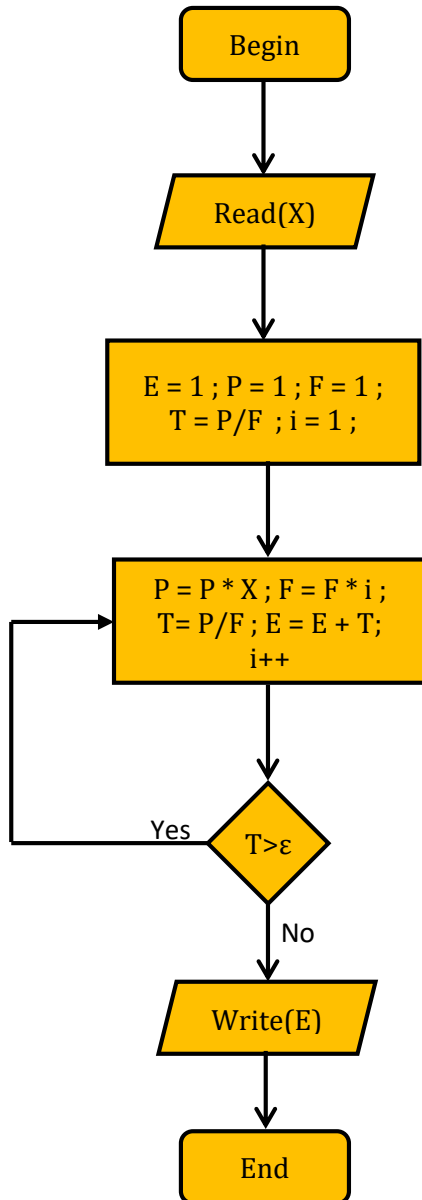 Begin
Read(X)
E = 1 ; P = 1 ; F = 1 ;
T = P/F ; i = 1 ;
P = P * X ; F = F * i ;
T= P/F ; E = E + T;
i++
Yes
T>ε
No
Write(E)
End